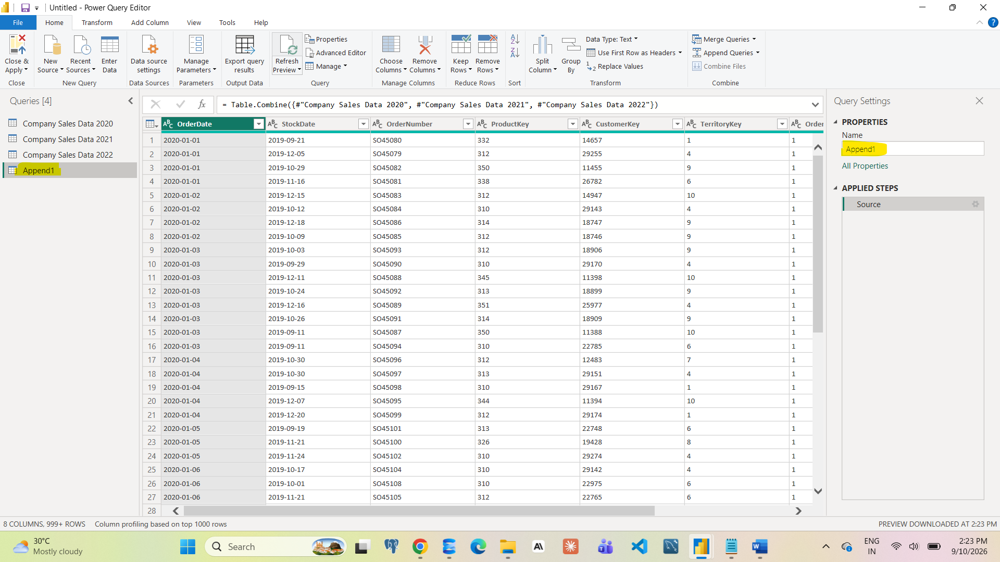 Untitled - Power Query Editor
File Home Transform Add Column View Tools Help
Close & Apply
Close
New Source Recent Sources Enter Data
New Query
Data source settings
Data Sources
Manage Parameters
Parameters
Export query results
Output Data
Refresh Preview
Properties
Advanced Editor
Manage
Query
Choose Columns Remove Columns
Manage Columns
Keep Rows Remove Rows
Reduce Rows
Sort
Split Column Group By
Data Type: Text
Use First Row as Headers
Replace Values
Transform
Merge Queries
Append Queries
Combine Files
Combine
Queries [4]
Company Sales Data 2020
Company Sales Data 2021
Company Sales Data 2022
Append1
= Table.Combine({#"Company Sales Data 2020", #"Company Sales Data 2021", #"Company Sales Data 2022"})
OrderDate StockDate OrderNumber ProductKey CustomerKey TerritoryKey Order
1 2020-01-01 2019-09-21 SO45080 332 14657 1 1
2 2020-01-01 2019-12-05 SO45079 312 29255 4 1
3 2020-01-01 2019-10-29 SO45082 350 11455 9 1
4 2020-01-01 2019-11-16 SO45081 338 26782 6 1
5 2020-01-02 2019-12-15 SO45083 312 14947 10 1
6 2020-01-02 2019-10-12 SO45084 310 29143 4 1
7 2020-01-02 2019-12-18 SO45086 314 18747 9 1
8 2020-01-02 2019-10-09 SO45085 312 18746 9 1
9 2020-01-03 2019-10-03 SO45093 312 18906 9 1
10 2020-01-03 2019-09-29 SO45090 310 29170 4 1
11 2020-01-03 2019-12-11 SO45088 345 11398 10 1
12 2020-01-03 2019-10-24 SO45092 313 18899 9 1
13 2020-01-03 2019-12-16 SO45089 351 25977 4 1
14 2020-01-03 2019-10-26 SO45091 314 18909 9 1
15 2020-01-03 2019-09-11 SO45087 350 11388 10 1
16 2020-01-03 2019-09-11 SO45094 310 22785 6 1
17 2020-01-04 2019-10-30 SO45096 312 12483 7 1
18 2020-01-04 2019-10-30 SO45097 313 29151 4 1
19 2020-01-04 2019-09-15 SO45098 310 29167 1 1
20 2020-01-04 2019-12-07 SO45095 344 11394 10 1
21 2020-01-04 2019-12-20 SO45099 312 29174 1 1
22 2020-01-05 2019-09-19 SO45101 313 22748 6 1
23 2020-01-05 2019-11-21 SO45100 326 19428 8 1
24 2020-01-05 2019-11-24 SO45102 310 29274 4 1
25 2020-01-06 2019-10-17 SO45104 310 29142 4 1
26 2020-01-06 2019-10-01 SO45108 310 22975 6 1
27 2020-01-06 2019-11-21 SO45105 312 22765 6 1
28
Query Settings
PROPERTIES
Name
Append1
All Properties
APPLIED STEPS
Source
8 COLUMNS, 999+ ROWS Column profiling based on top 1000 rows
PREVIEW DOWNLOADED AT 2:23 PM
30°C
Mostly cloudy
Search
ENG
IN
2:23 PM
9/10/2026